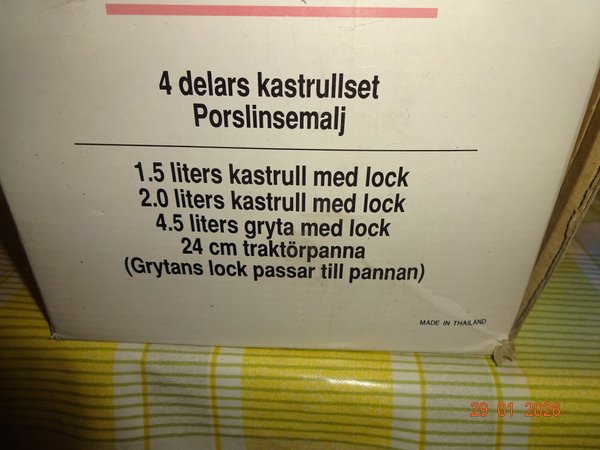 4 delars kastrullset
Porslinsemalj
1.5 liters kastrull med lock
2.0 liters kastrull med lock
4.5 liters gryta med lock
24 cm traktörpanna
(Grytans lock passar till pannan)
MADE IN THAILAND
29 01 2026